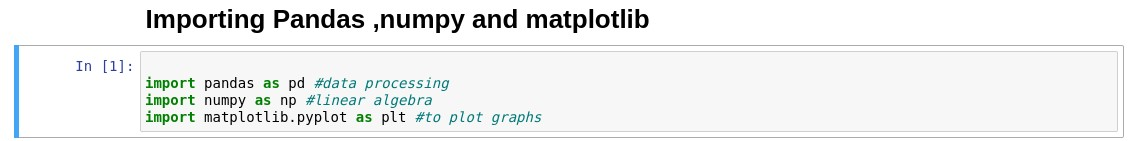 Importing Pandas ,numpy and matplotlib
In [1]:
import pandas as pd #data processing
import numpy as np #linear algebra
import matplotlib.pyplot as plt #to plot graphs